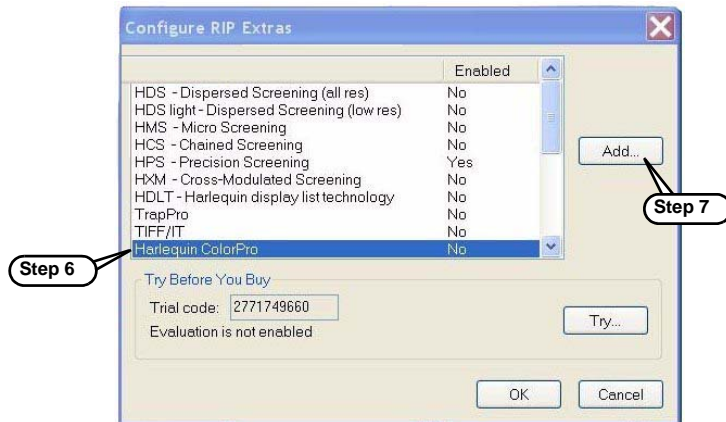 Configure RIP Extras
Enabled
HDS - Dispersed Screening (all res) No
HDS light - Dispersed Screening (low res) No
HMS - Micro Screening No
HCS - Chained Screening No
HPS - Precision Screening Yes
HXM - Cross-Modulated Screening No
HDLT - Harlequin display list technology No
TrapPro No
TIFF/IT No
Harlequin ColorPro No
Add...
Step 7
Step 6
Try Before You Buy
Trial code: 2771749660
Evaluation is not enabled
Try...
OK Cancel